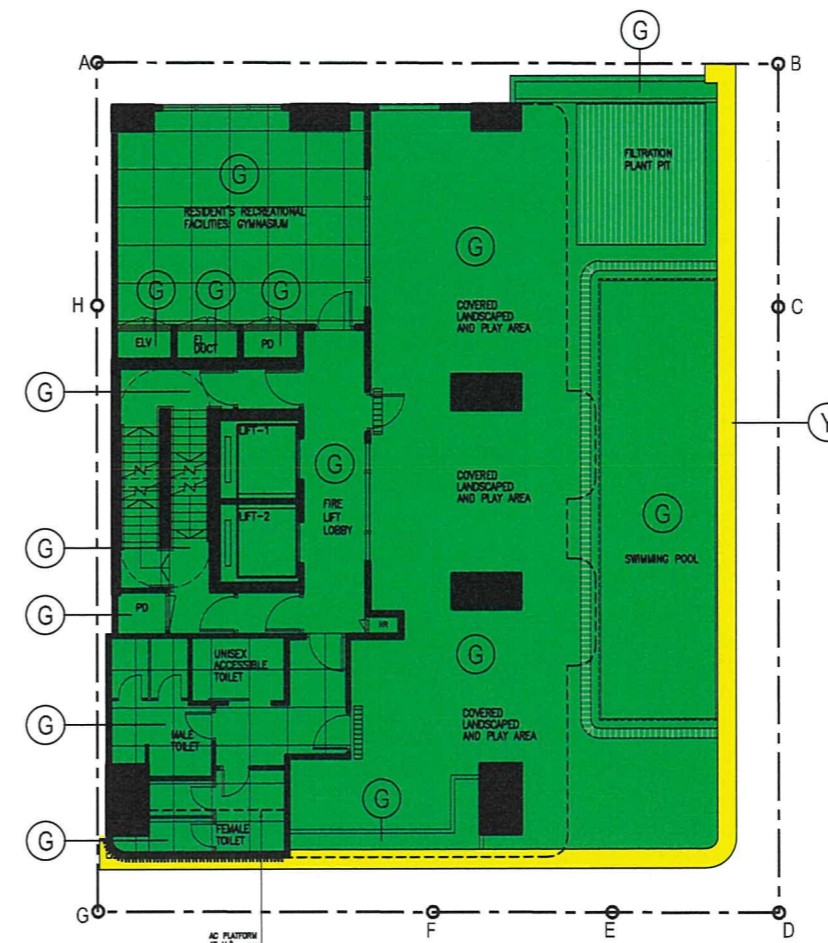 G
A
B
FILTRATION
PLANT PIT
G
RESIDENT'S RECREATIONAL
FACILITIES: GYMNASIUM
G
COVERED
LANDSCAPED
AND PLAY AREA
H
G
G
G
C
ELV
EL
DUCT
PD
G
LIFT-1
Y
G
FIRE
LIFT
LOBBY
COVERED
LANDSCAPED
AND PLAY AREA
G
SWIMMING POOL
LIFT-2
G
G
PD
HR
UNISEX
ACCESSIBLE
TOILET
G
G
MALE
TOILET
COVERED
LANDSCAPED
AND PLAY AREA
G
G
FEMALE
TOILET
G
F
E
D
AC PLATFORM